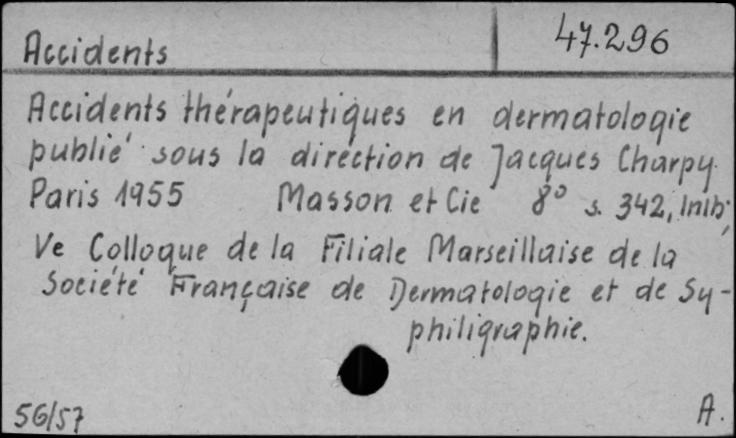 Accidents 47.296
Accidents thérapeutiques en dermatologie
publié sous la direction de Jacques Charpy.
Paris 1955 Masson et Cie 8° s. 342, 1nlb;
Ve Colloque de la Filiale Marseillaise de la
Société Française de Dermatologie et de Sy-
philigraphie.
56/57 A.